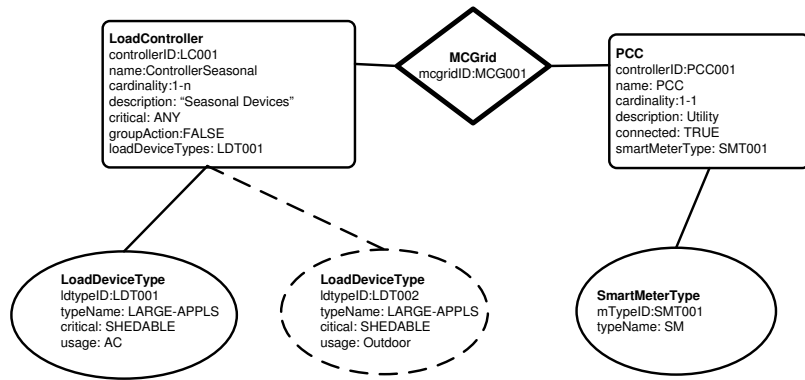 LoadController
controllerID:LC001
name:ControllerSeasonal
cardinality:1-n
description: “Seasonal Devices”
critical: ANY
groupAction:FALSE
loadDeviceTypes: LDT001
MCGrid
mcgridID:MCG001
PCC
controllerID:PCC001
name: PCC
cardinality:1-1
description: Utility
connected: TRUE
smartMeterType: SMT001
LoadDeviceType
ldtypeID:LDT001
typeName: LARGE-APPLS
critical: SHEDABLE
usage: AC
LoadDeviceType
ldtypeID:LDT002
typeName: LARGE-APPLS
citical: SHEDABLE
usage: Outdoor
SmartMeterType
mTypeID:SMT001
typeName: SM